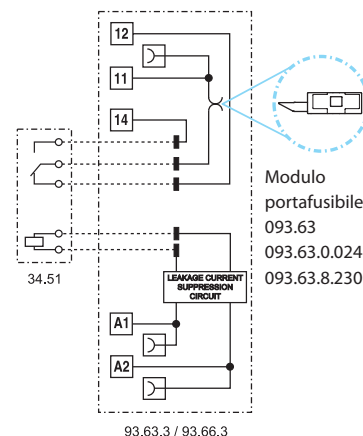 12
11
14
34.51
LEAKAGE CURRENT
SUPPRESSION
CIRCUIT
A1
A2
93.63.3 / 93.66.3
Modulo
portafusibile
093.63
093.63.0.024
093.63.8.230